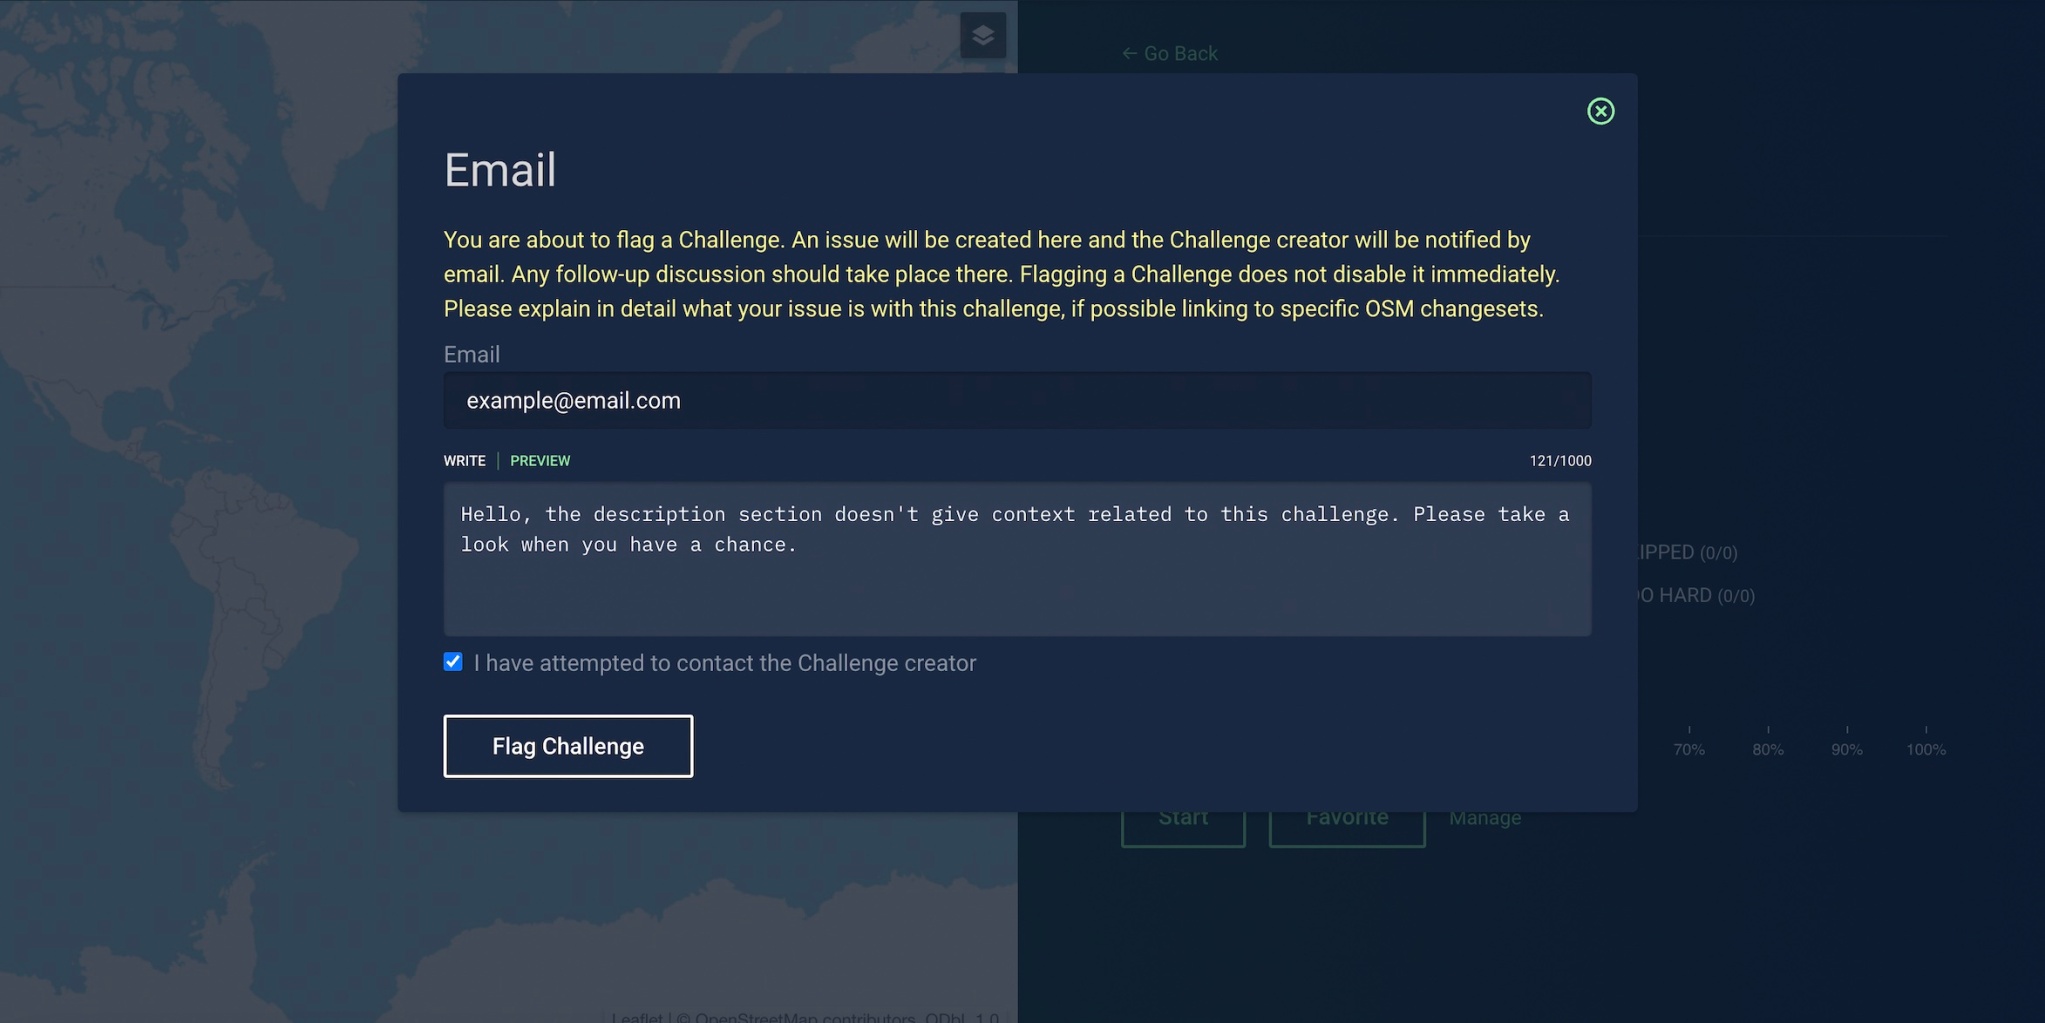 ← Go Back
Email
You are about to flag a Challenge. An issue will be created here and the Challenge creator will be notified by
email. Any follow-up discussion should take place there. Flagging a Challenge does not disable it immediately.
Please explain in detail what your issue is with this challenge, if possible linking to specific OSM changesets.
Email
example@email.com
WRITE | PREVIEW 121/1000
Hello, the description section doesn't give context related to this challenge. Please take a
look when you have a chance.
IPPED (0/0)
O HARD (0/0)
I have attempted to contact the Challenge creator
Flag Challenge
70% 80% 90% 100%
Start Favorite Manage
Leaflet | © OpenStreetMap contributors, ODbL 1.0